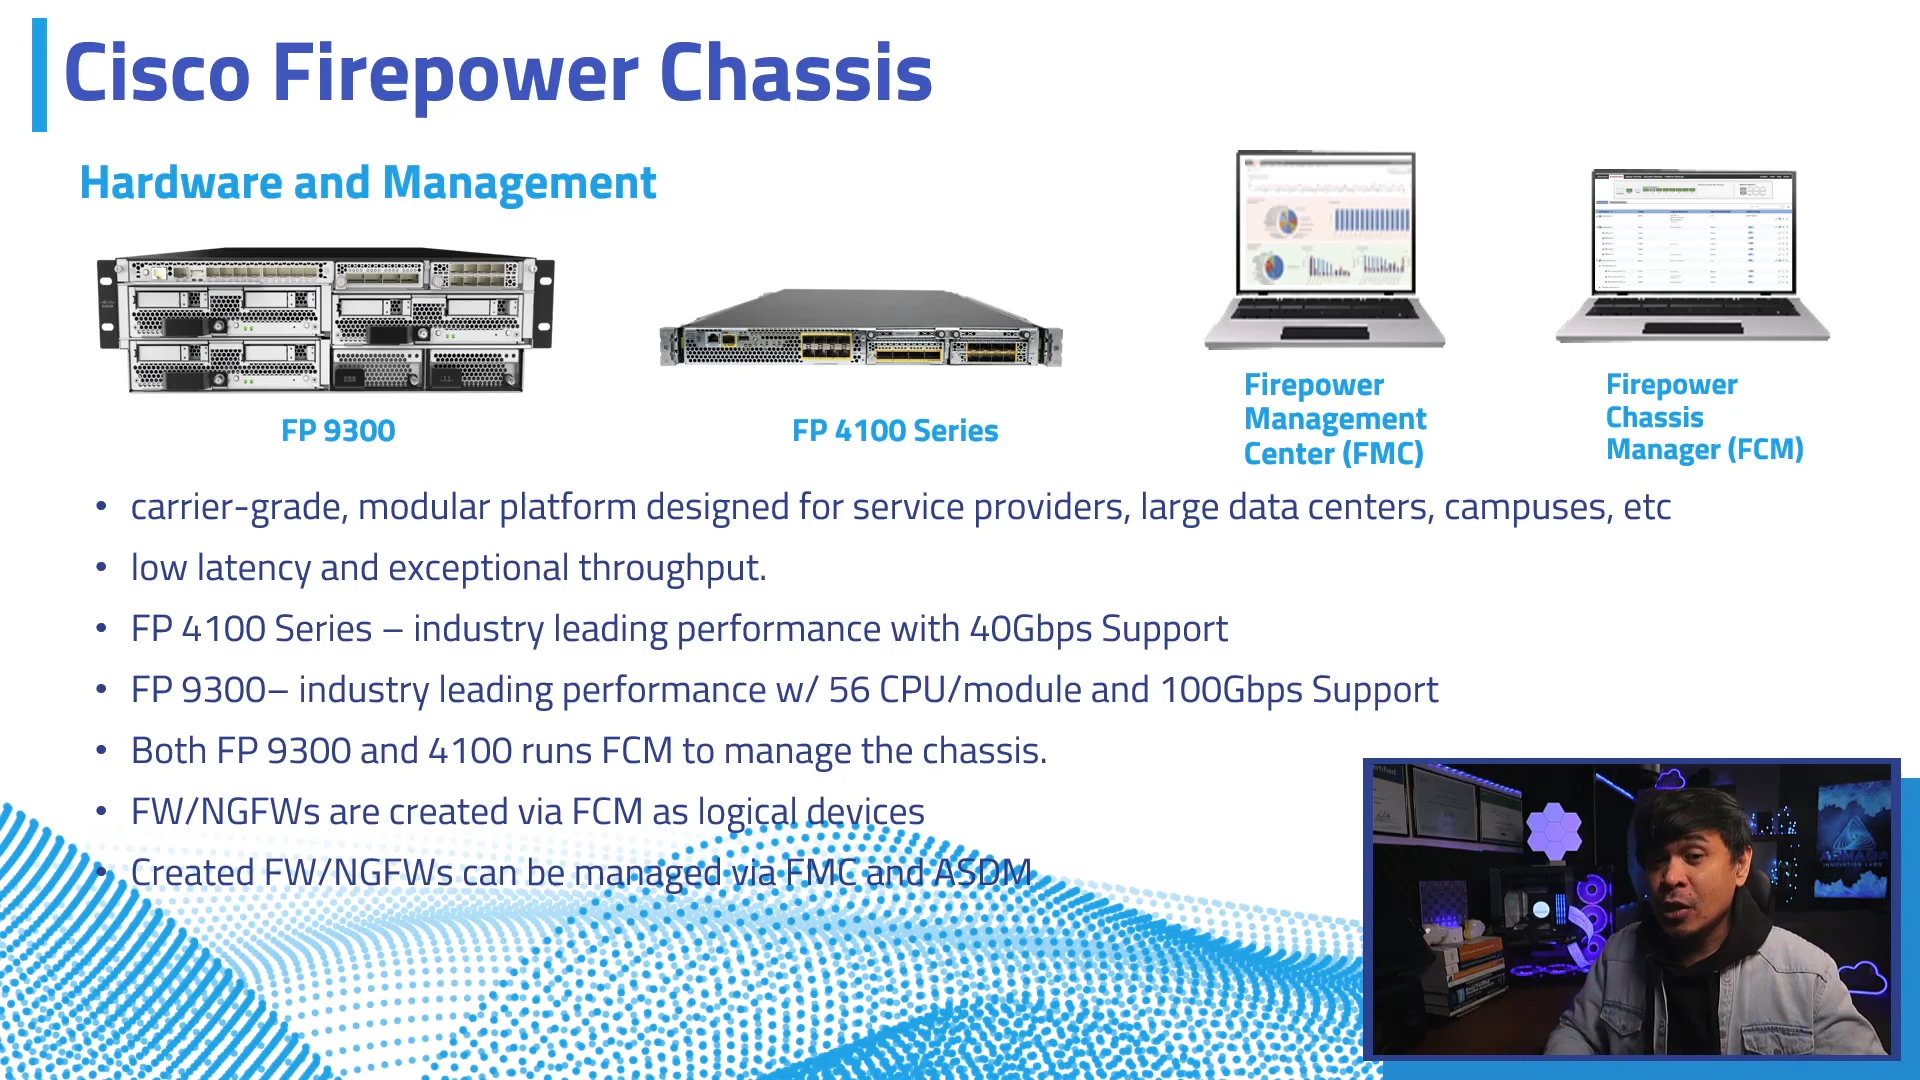 Cisco Firepower Chassis
Hardware and Management
FP 9300
FP 4100 Series
Firepower
Management
Center (FMC)
Firepower
Chassis
Manager (FCM)
• carrier-grade, modular platform designed for service providers, large data centers, campuses, etc
• low latency and exceptional throughput.
• FP 4100 Series – industry leading performance with 40Gbps Support
• FP 9300– industry leading performance w/ 56 CPU/module and 100Gbps Support
• Both FP 9300 and 4100 runs FCM to manage the chassis.
• FW/NGFWs are created via FCM as logical devices
• Created FW/NGFWs can be managed via FMC and ASDM
ARMADA
INNOVATION LABS